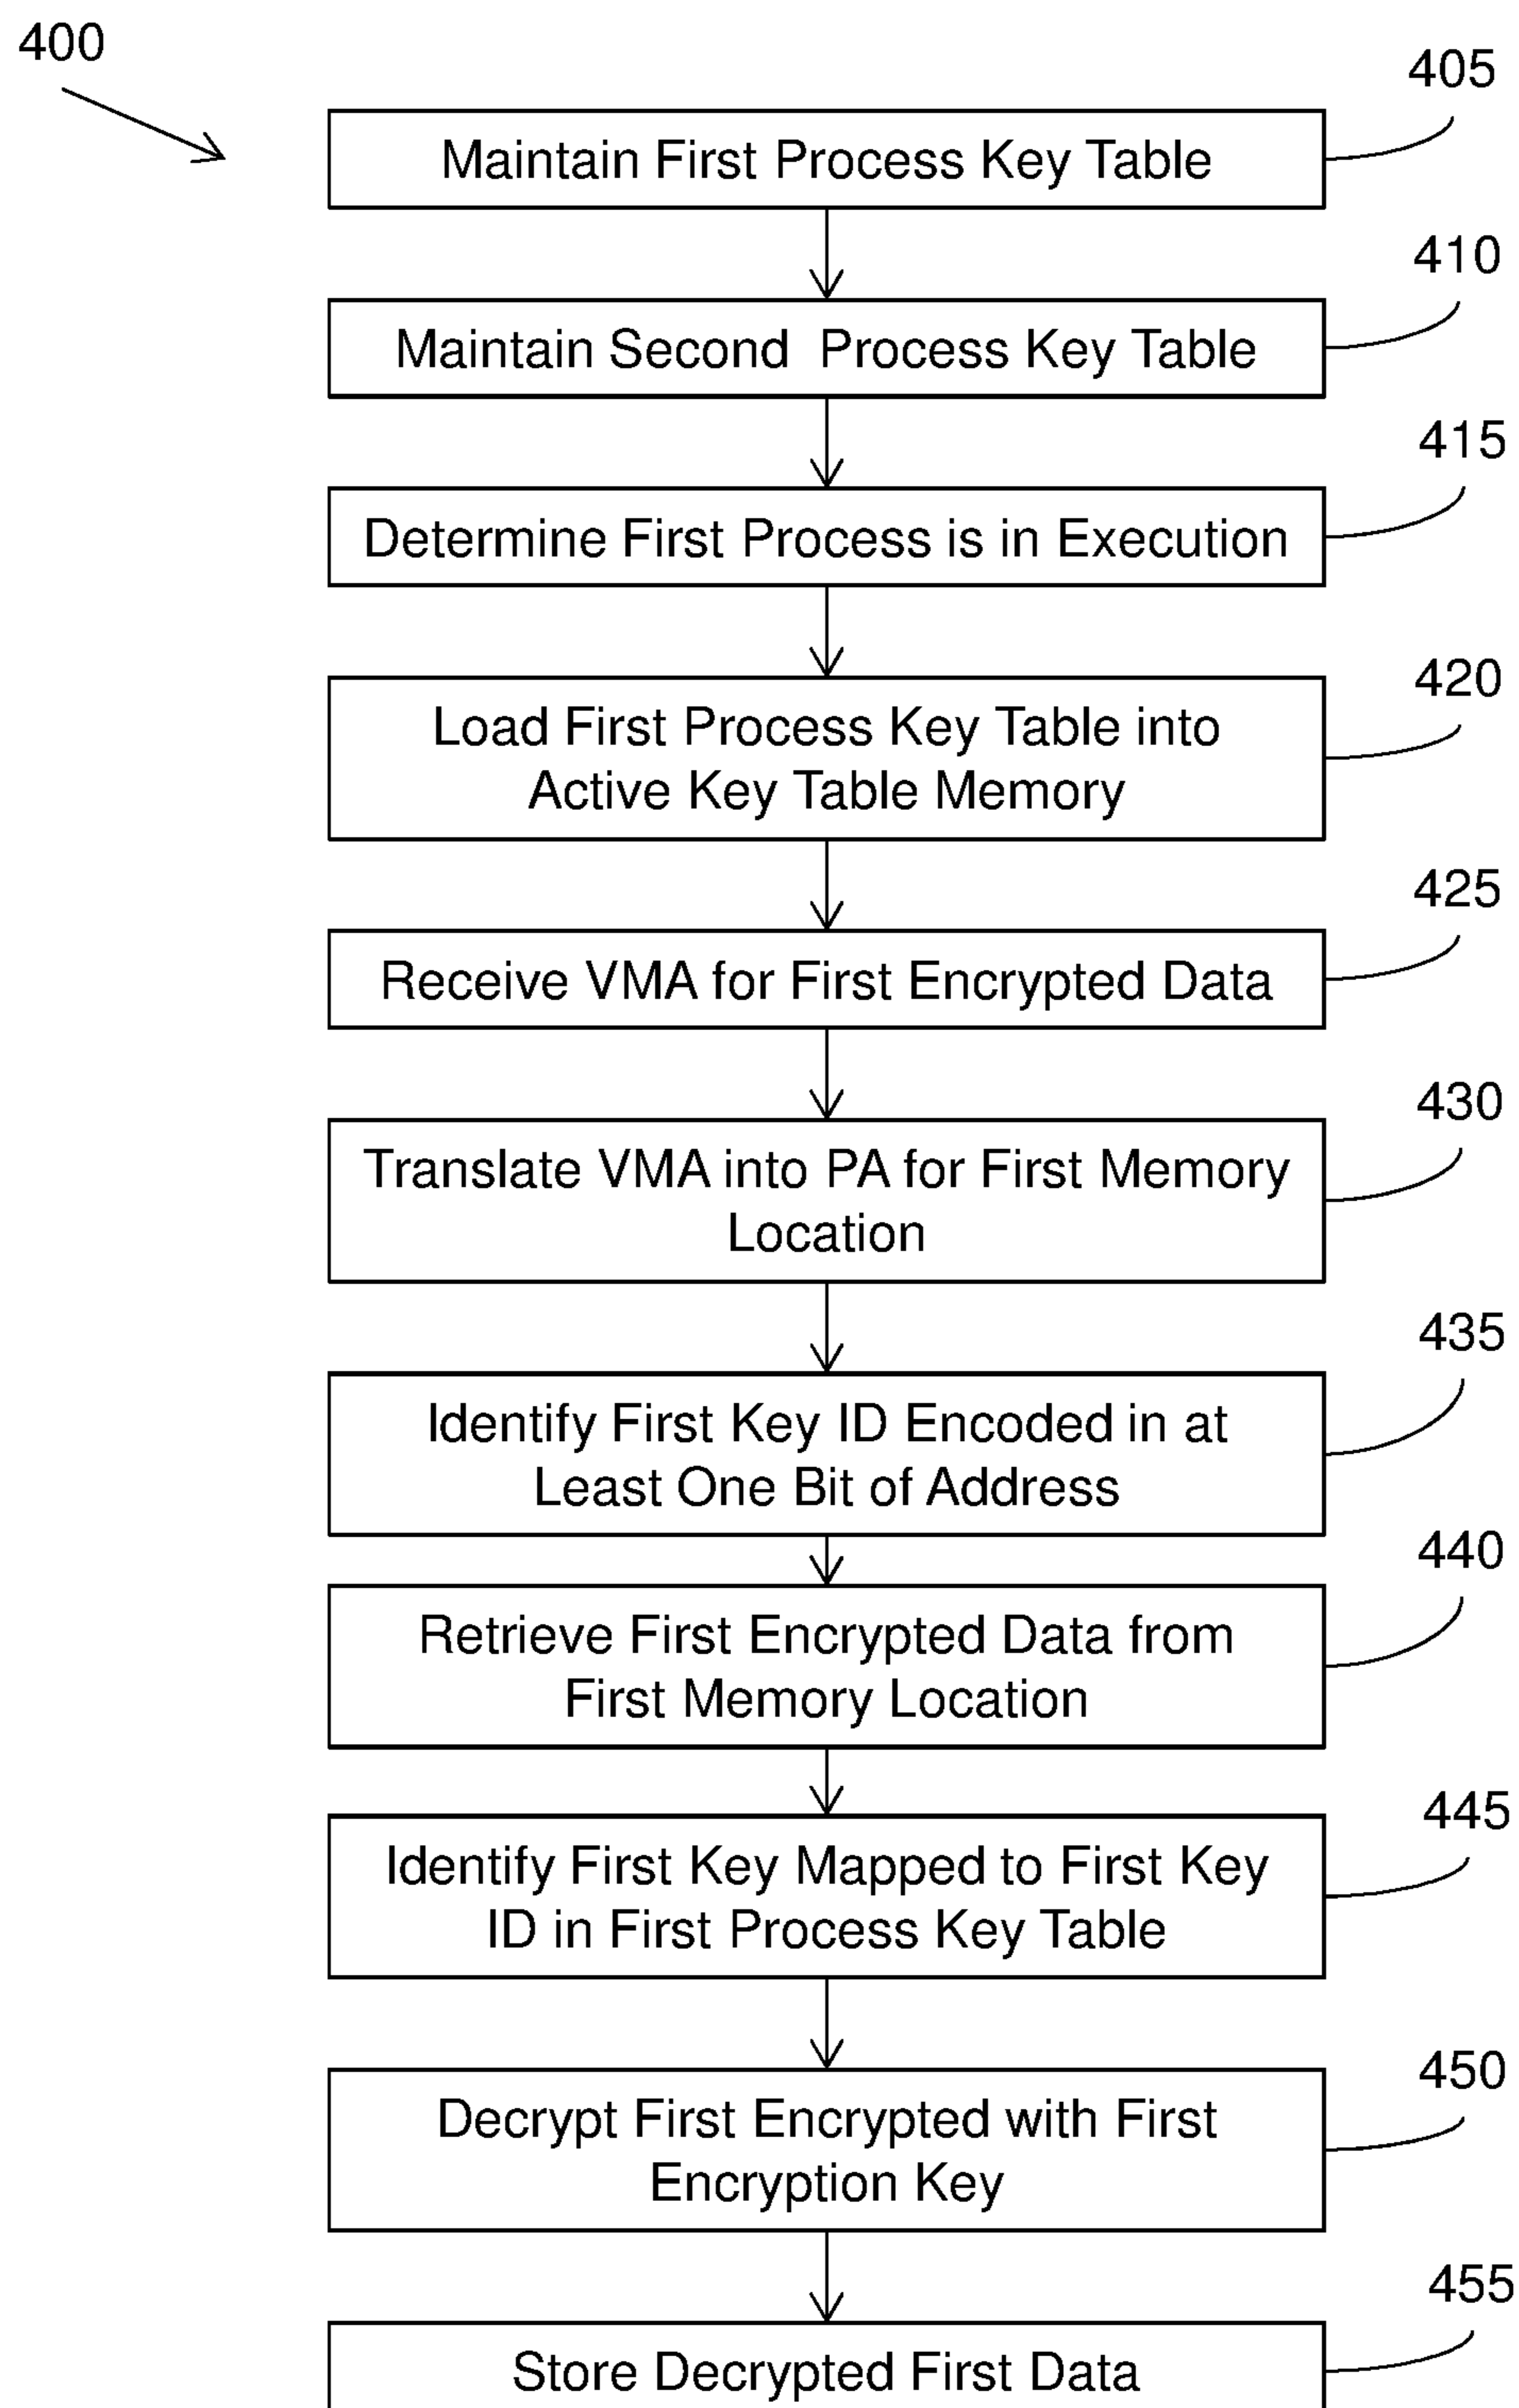 400
405
Maintain First Process Key Table
410
Maintain Second Process Key Table
415
Determine First Process is in Execution
420
Load First Process Key Table into
Active Key Table Memory
425
Receive VMA for First Encrypted Data
430
Translate VMA into PA for First Memory
Location
435
Identify First Key ID Encoded in at
Least One Bit of Address
440
Retrieve First Encrypted Data from
First Memory Location
445
Identify First Key Mapped to First Key
ID in First Process Key Table
450
Decrypt First Encrypted with First
Encryption Key
455
Store Decrypted First Data